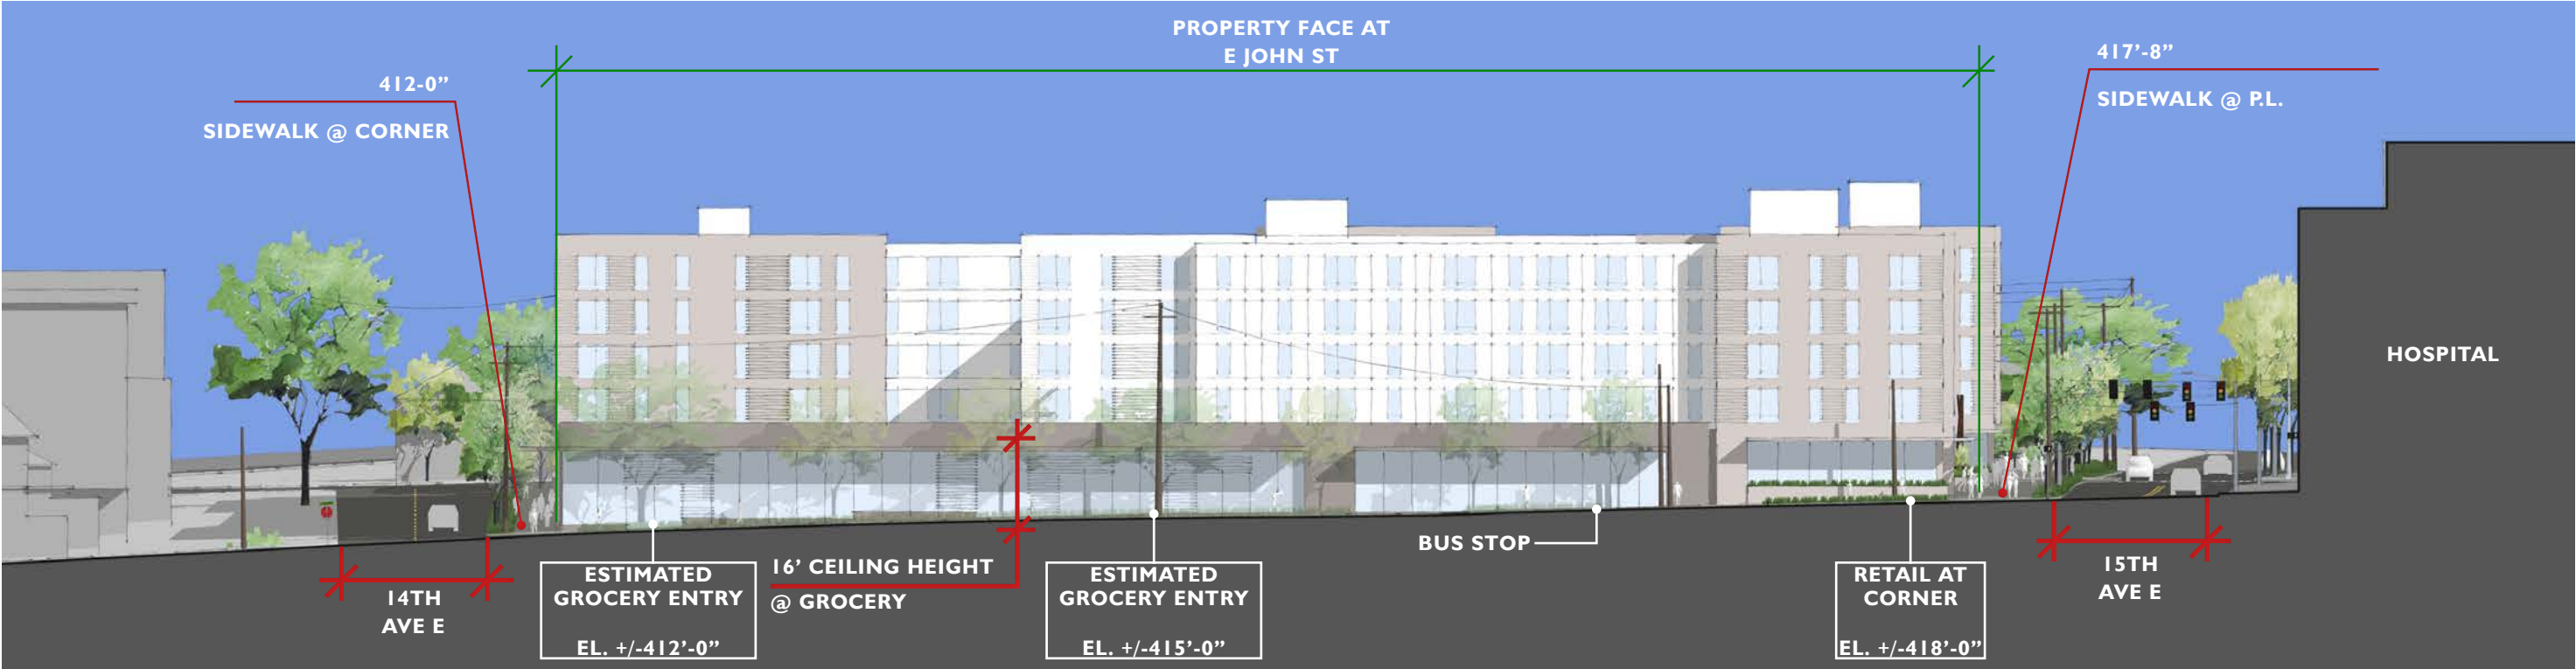 PROPERTY FACE AT
E JOHN ST
412-0”
SIDEWALK @ CORNER
417’-8”
SIDEWALK @ P.L.
HOSPITAL
14TH
AVE E
ESTIMATED
GROCERY ENTRY
EL. +/-412’-0”
16’ CEILING HEIGHT
@ GROCERY
ESTIMATED
GROCERY ENTRY
EL. +/-415’-0”
BUS STOP
RETAIL AT
CORNER
EL. +/-418’-0”
15TH
AVE E